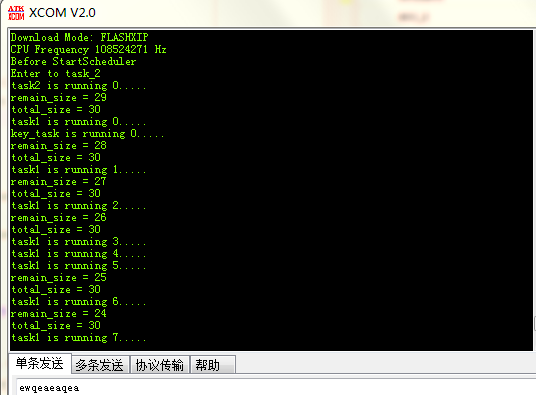 ATK
XCOM XCOM V2.0
Download Mode: FLASHXIP
CPU Frequency 108524271 Hz
Before StartScheduler
Enter to task_2
task2 is running 0.....
remain_size = 29
total_size = 30
task1 is running 0.....
key_task is running 0.....
remain_size = 28
total_size = 30
task1 is running 1.....
remain_size = 27
total_size = 30
task1 is running 2.....
remain_size = 26
total_size = 30
task1 is running 3.....
task1 is running 4.....
task1 is running 5.....
remain_size = 25
total_size = 30
task1 is running 6.....
remain_size = 24
total_size = 30
task1 is running 7.....
单条发送 多条发送 协议传输 帮助
ewqeaeaqea